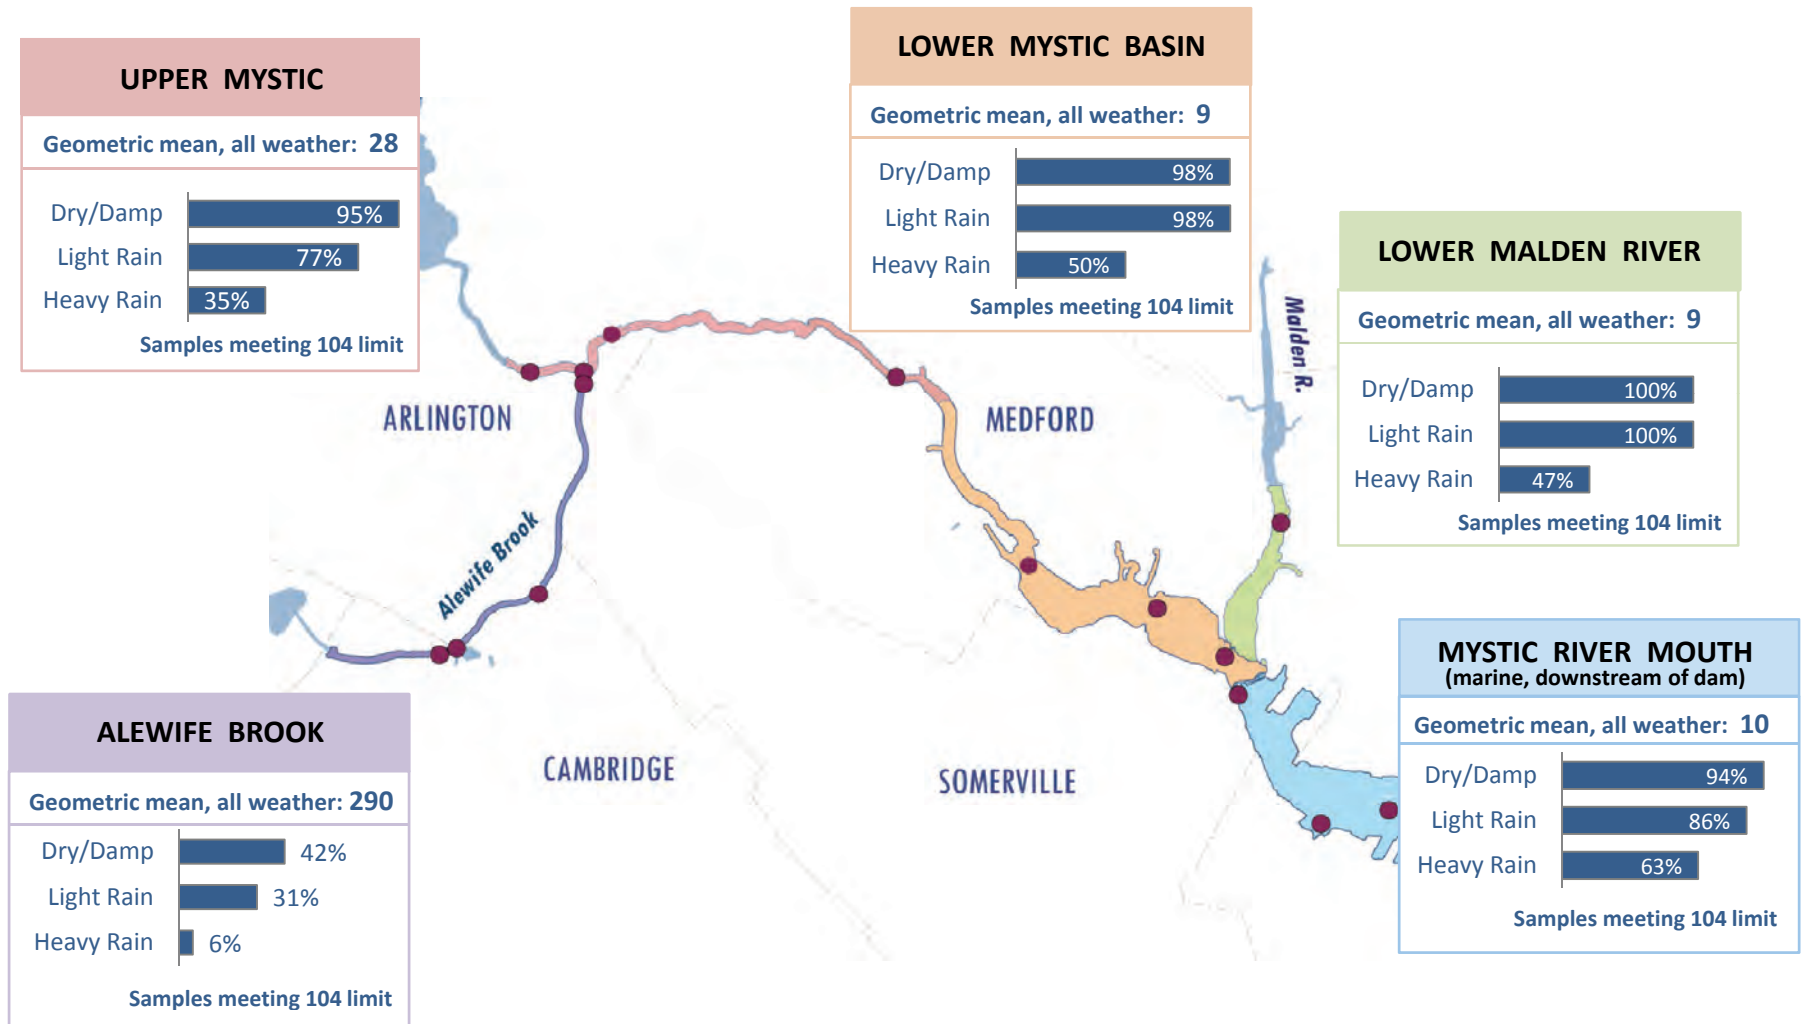 UPPER MYSTIC
Geometric mean, all weather: 28
Dry/Damp 95%
Light Rain 77%
Heavy Rain 35%
Samples meeting 104 limit
LOWER MYSTIC BASIN
Geometric mean, all weather: 9
Dry/Damp 98%
Light Rain 98%
Heavy Rain 50%
Samples meeting 104 limit
LOWER MALDEN RIVER
Geometric mean, all weather: 9
Dry/Damp 100%
Light Rain 100%
Heavy Rain 47%
Samples meeting 104 limit
Malden R.
ARLINGTON
MEDFORD
Alewife Brook
CAMBRIDGE
SOMERVILLE
ALEWIFE BROOK
Geometric mean, all weather: 290
Dry/Damp 42%
Light Rain 31%
Heavy Rain 6%
Samples meeting 104 limit
MYSTIC RIVER MOUTH
(marine, downstream of dam)
Geometric mean, all weather: 10
Dry/Damp 94%
Light Rain 86%
Heavy Rain 63%
Samples meeting 104 limit